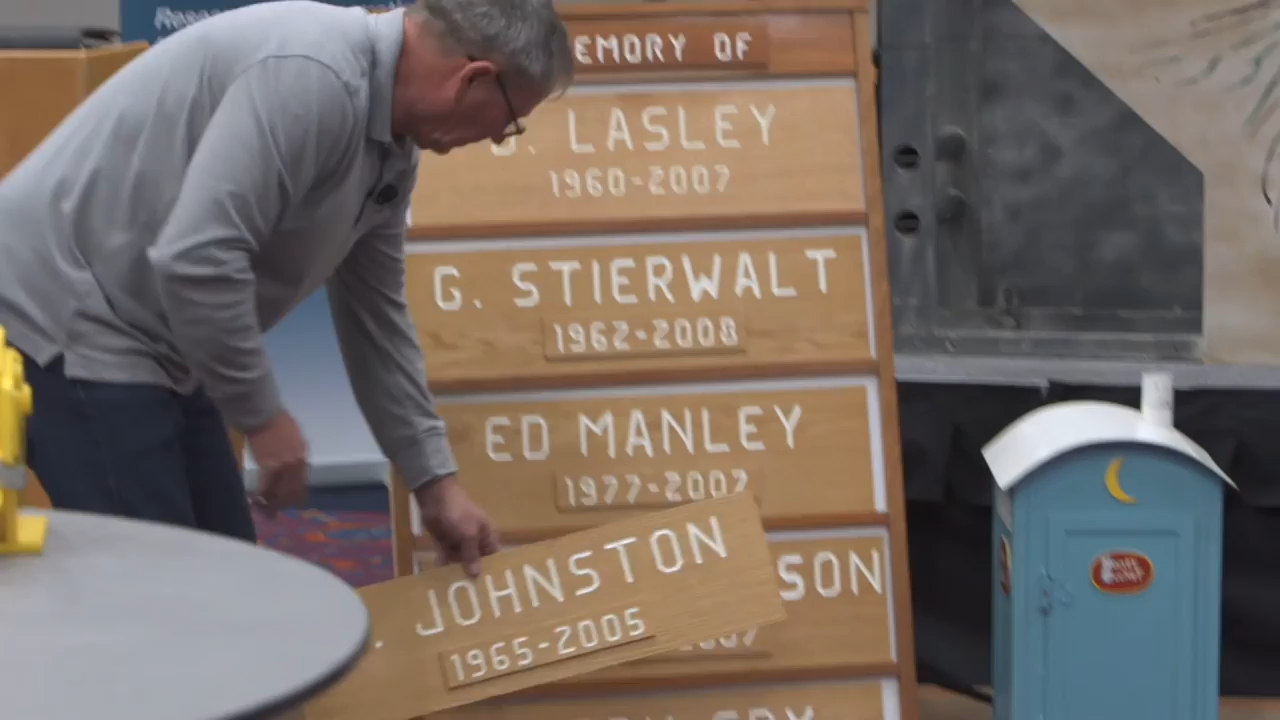 EMORY OF
LASLEY
1960-2007
G. STIERWALT
1962-2008
ED MANLEY
1977-2007
JOHNSTON
1965-2005
SON